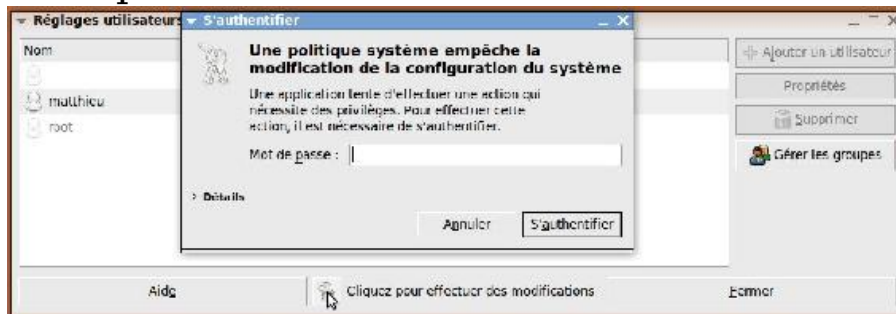 Réglages utilisateurs
S'authentifier
Nom
matthieu
root
Une politique système empêche la
modification de la configuration du système
Une application tente d'effectuer une action qui
nécessite des privilèges. Pour effectuer cette
action, il est nécessaire de s'authentifier.
Mot de passe :
Détails
Annuler
S'authentifier
Ajouter un utilisateur
Propriétés
Supprimer
Gérer les groupes
Aide
Cliquez pour effectuer des modifications
Fermer